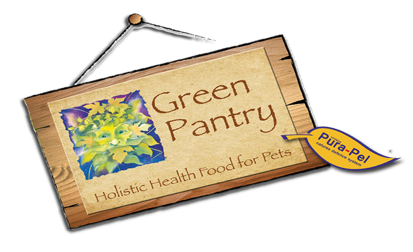 Green
Pantry
Holistic Health Food for Pets
Pura-Pel